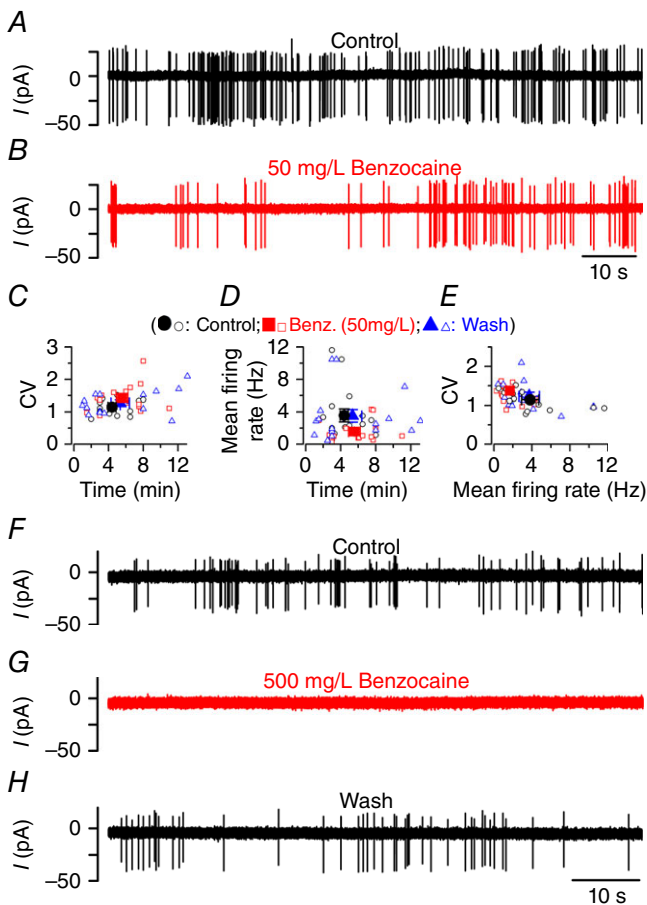 A
Control
I (pA)
0
–50
B
50 mg/L Benzocaine
I (pA)
0
–50
10 s
C D E
(●○: Control;■□Benz. (50mg/L);▲△: Wash)
CV
3
2
1
0
0 4 8 12
Time (min)
Mean firing
rate (Hz)
12
8
4
0
0 4 8 12
Time (min)
CV
2
1
0
0 4 8 12
Mean firing rate (Hz)
F
Control
I (pA)
0
–50
G
500 mg/L Benzocaine
I (pA)
0
–50
H
Wash
I (pA)
0
–50
10 s